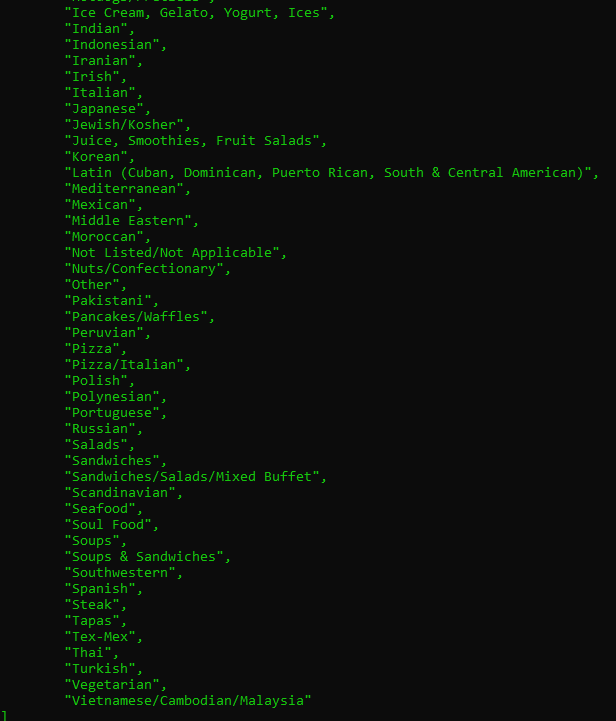 "Ice Cream, Gelato, Yogurt, Ices",
"Indian",
"Indonesian",
"Iranian",
"Irish",
"Italian",
"Japanese",
"Jewish/Kosher",
"Juice, Smoothies, Fruit Salads",
"Korean",
"Latin (Cuban, Dominican, Puerto Rican, South & Central American)",
"Mediterranean",
"Mexican",
"Middle Eastern",
"Moroccan",
"Not Listed/Not Applicable",
"Nuts/Confectionary",
"Other",
"Pakistani",
"Pancakes/Waffles",
"Peruvian",
"Pizza",
"Pizza/Italian",
"Polish",
"Polynesian",
"Portuguese",
"Russian",
"Salads",
"Sandwiches",
"Sandwiches/Salads/Mixed Buffet",
"Scandinavian",
"Seafood",
"Soul Food",
"Soups",
"Soups & Sandwiches",
"Southwestern",
"Spanish",
"Steak",
"Tapas",
"Tex-Mex",
"Thai",
"Turkish",
"Vegetarian",
"Vietnamese/Cambodian/Malaysia"
]